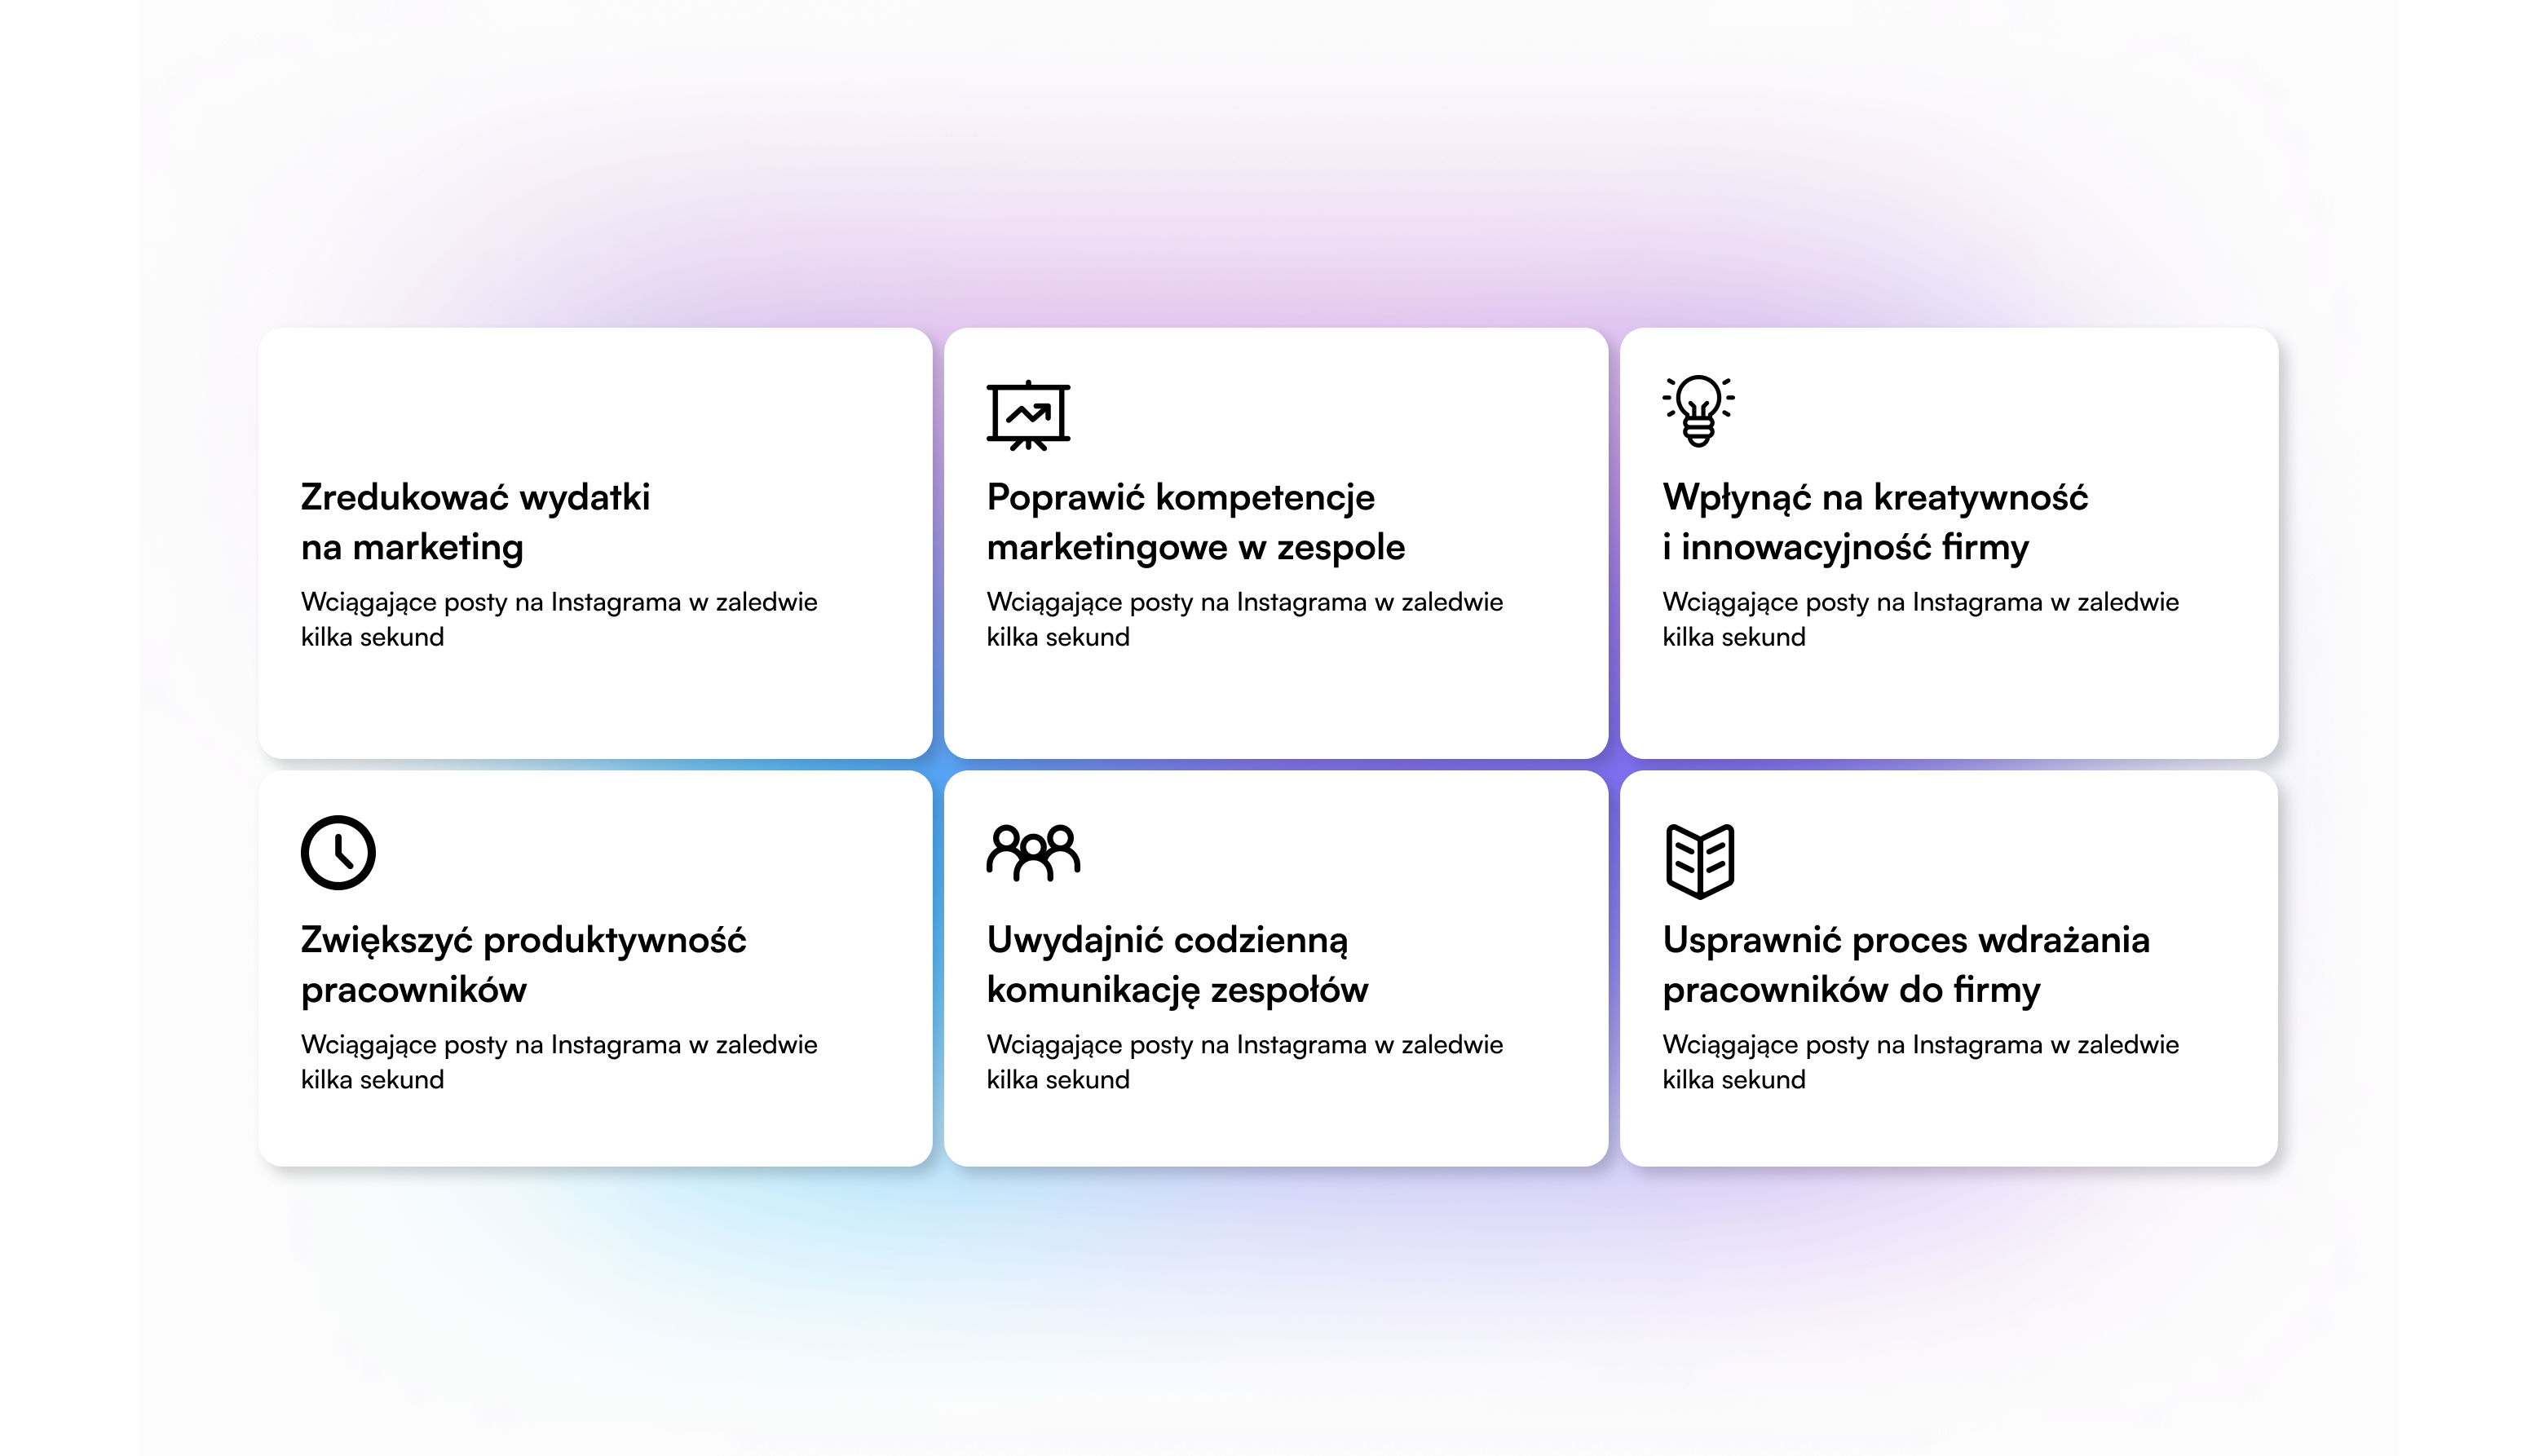 Zredukować wydatki
na marketing
Wciągające posty na Instagrama w zaledwie
kilka sekund
Poprawić kompetencje
marketingowe w zespole
Wciągające posty na Instagrama w zaledwie
kilka sekund
Wpłynąć na kreatywność
i innowacyjność firmy
Wciągające posty na Instagrama w zaledwie
kilka sekund
Zwiększyć produktywność
pracowników
Wciągające posty na Instagrama w zaledwie
kilka sekund
Uwydajnić codzienną
komunikację zespołów
Wciągające posty na Instagrama w zaledwie
kilka sekund
Usprawnić proces wdrażania
pracowników do firmy
Wciągające posty na Instagrama w zaledwie
kilka sekund